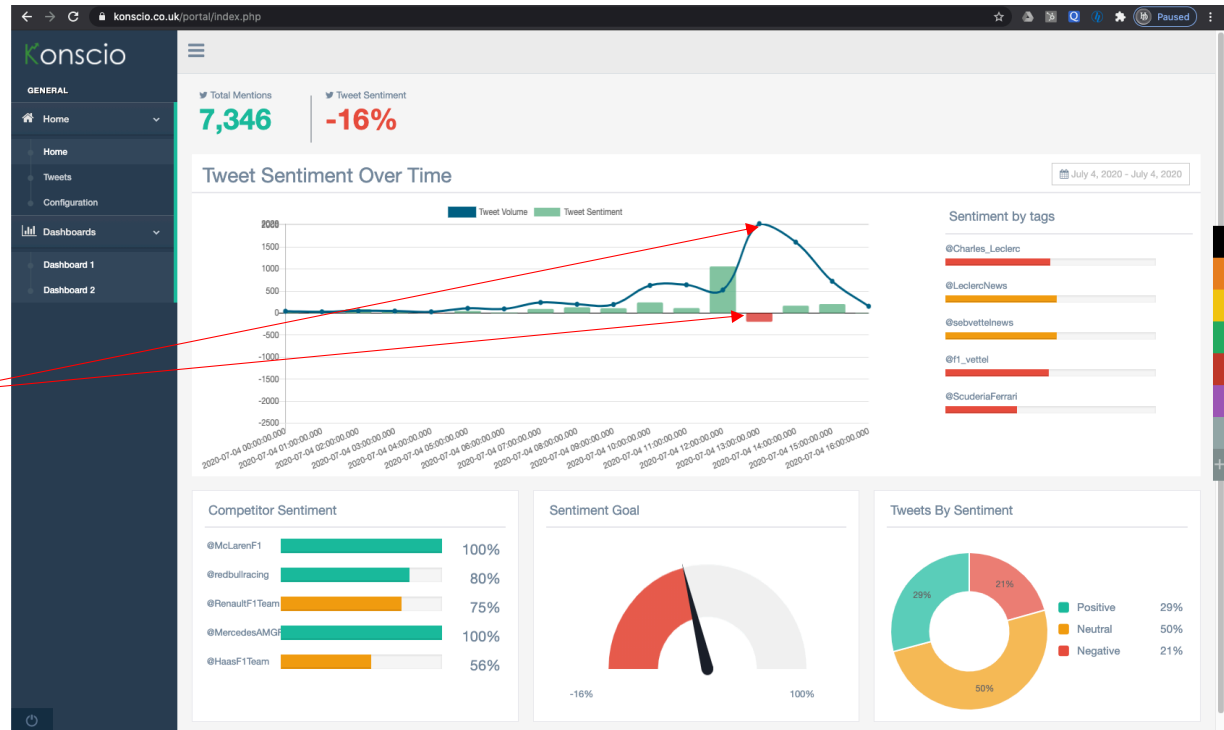 konscio.co.uk/portal/index.php
Paused
Konscio
GENERAL
Home
Home
Tweets
Configuration
Dashboards
Dashboard 1
Dashboard 2
Total Mentions
7,346
Tweet Sentiment
-16%
Tweet Sentiment Over Time
July 4, 2020 - July 4, 2020
Tweet Volume
Tweet Sentiment
2000
1500
1000
500
0
-500
-1000
-1500
-2000
-2500
2020-07-04 00:00:00.000
2020-07-04 01:00:00.000
2020-07-04 02:00:00.000
2020-07-04 03:00:00.000
2020-07-04 04:00:00.000
2020-07-04 05:00:00.000
2020-07-04 06:00:00.000
2020-07-04 07:00:00.000
2020-07-04 08:00:00.000
2020-07-04 09:00:00.000
2020-07-04 10:00:00.000
2020-07-04 11:00:00.000
2020-07-04 12:00:00.000
2020-07-04 13:00:00.000
2020-07-04 14:00:00.000
2020-07-04 15:00:00.000
2020-07-04 16:00:00.000
Sentiment by tags
@Charles_Leclerc
@LeclercNews
@sebvettelnews
@f1_vettel
@ScuderiaFerrari
Competitor Sentiment
@McLarenF1 100%
@redbullracing 80%
@RenaultF1Team 75%
@MercedesAMGF 100%
@HaasF1Team 56%
Sentiment Goal
-16%
100%
Tweets By Sentiment
29%
21%
50%
Positive 29%
Neutral 50%
Negative 21%